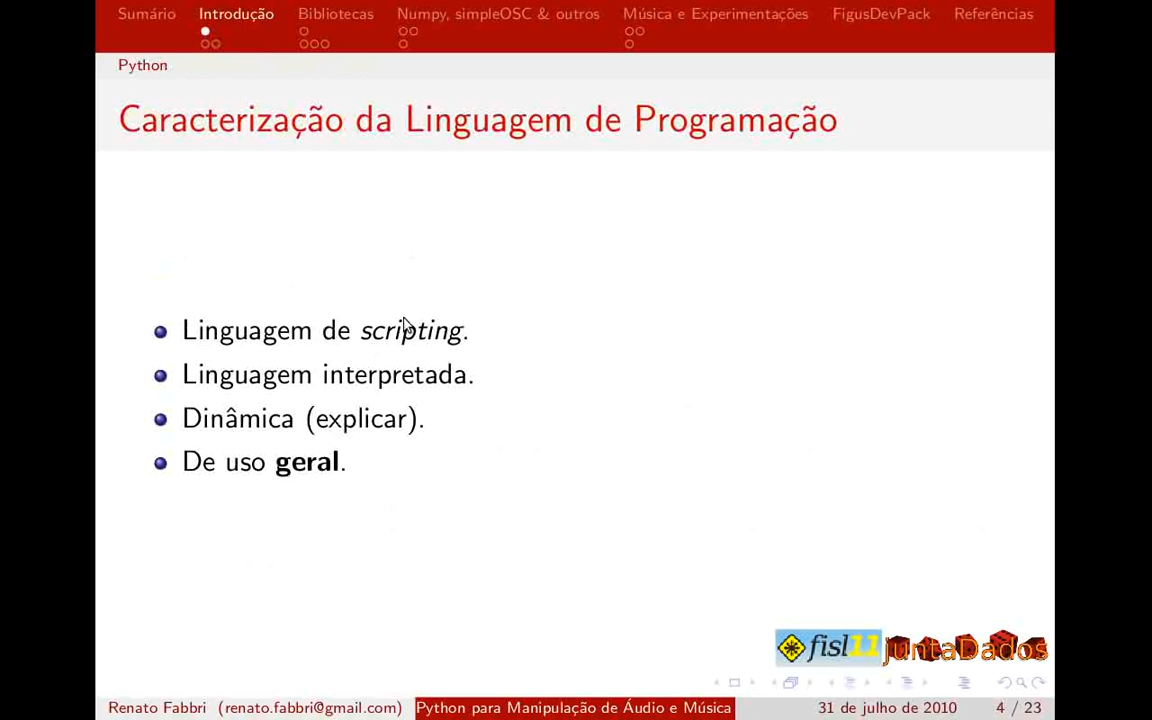 Sumário Introdução Bibliotecas Numpy, simpleOSC & outros Música e Experimentações FigusDevPack Referências
Python
Caracterização da Linguagem de Programação
Linguagem de scripting.
Linguagem interpretada.
Dinâmica (explicar).
De uso geral.
fisl11 juntaDados
Renato Fabbri (renato.fabbri@gmail.com) Python para Manipulação de Áudio e Música 31 de julho de 2010 4 / 23